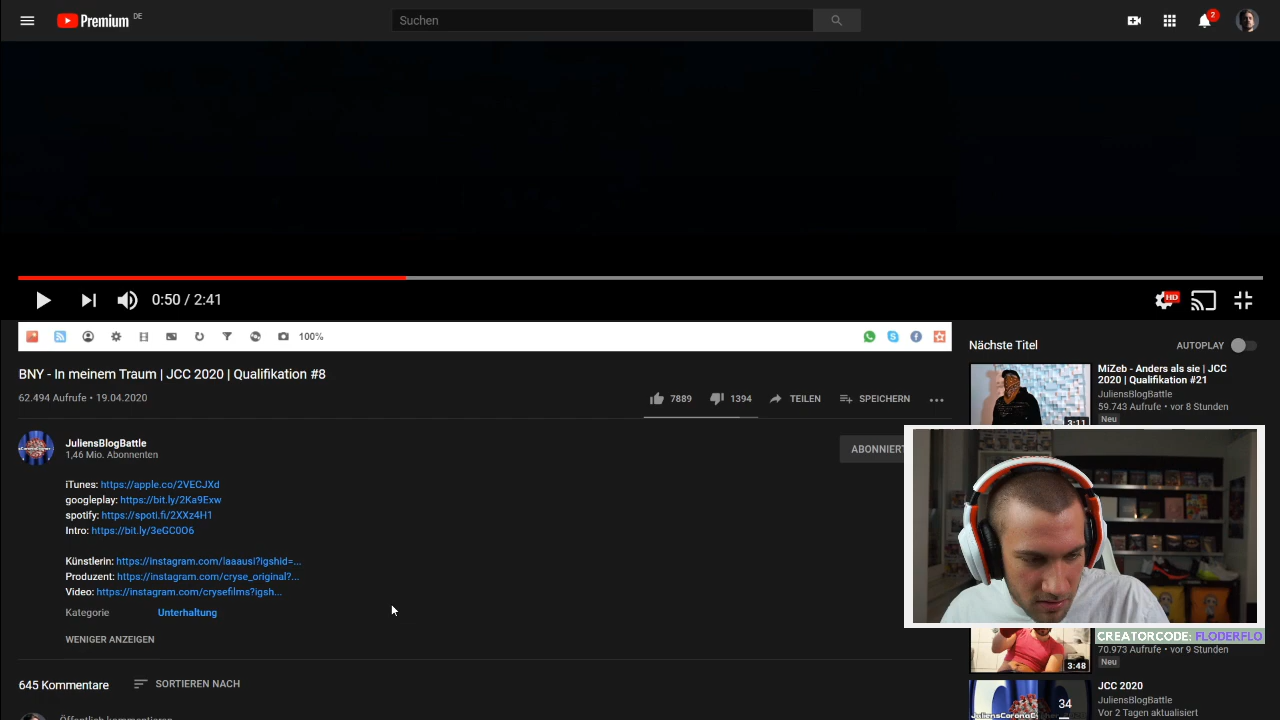 Premium DE
Suchen
2
0:50 / 2:41
HD
100%
Nächste Titel
AUTOPLAY
BNY - In meinem Traum | JCC 2020 | Qualifikation #8
62.494 Aufrufe • 19.04.2020
7889
1394
TEILEN
SPEICHERN
MiZeb - Anders als sie | JCC
2020 | Qualifikation #21
JuliensBlogBattle
59.743 Aufrufe • vor 8 Stunden
Neu
3:11
JuliensBlogBattle
1,46 Mio. Abonnenten
ABONNIERT
iTunes: https://apple.co/2VECJXd
googleplay: https://bit.ly/2Ka9Exw
spotify: https://spoti.fi/2XXz4H1
Intro: https://bit.ly/3eGC0O6
Künstlerin: https://instagram.com/laaausi?igshid=...
Produzent: https://instagram.com/cryse_original?...
Video: https://instagram.com/crysefilms?igsh...
Kategorie
Unterhaltung
WENIGER ANZEIGEN
CREATORCODE: FLODERFLO
70.973 Aufrufe • vor 9 Stunden
Neu
3:48
645 Kommentare
SORTIEREN NACH
JCC 2020
JuliensBlogBattle
Vor 2 Tagen aktualisiert
34
Öffentlich kommentieren